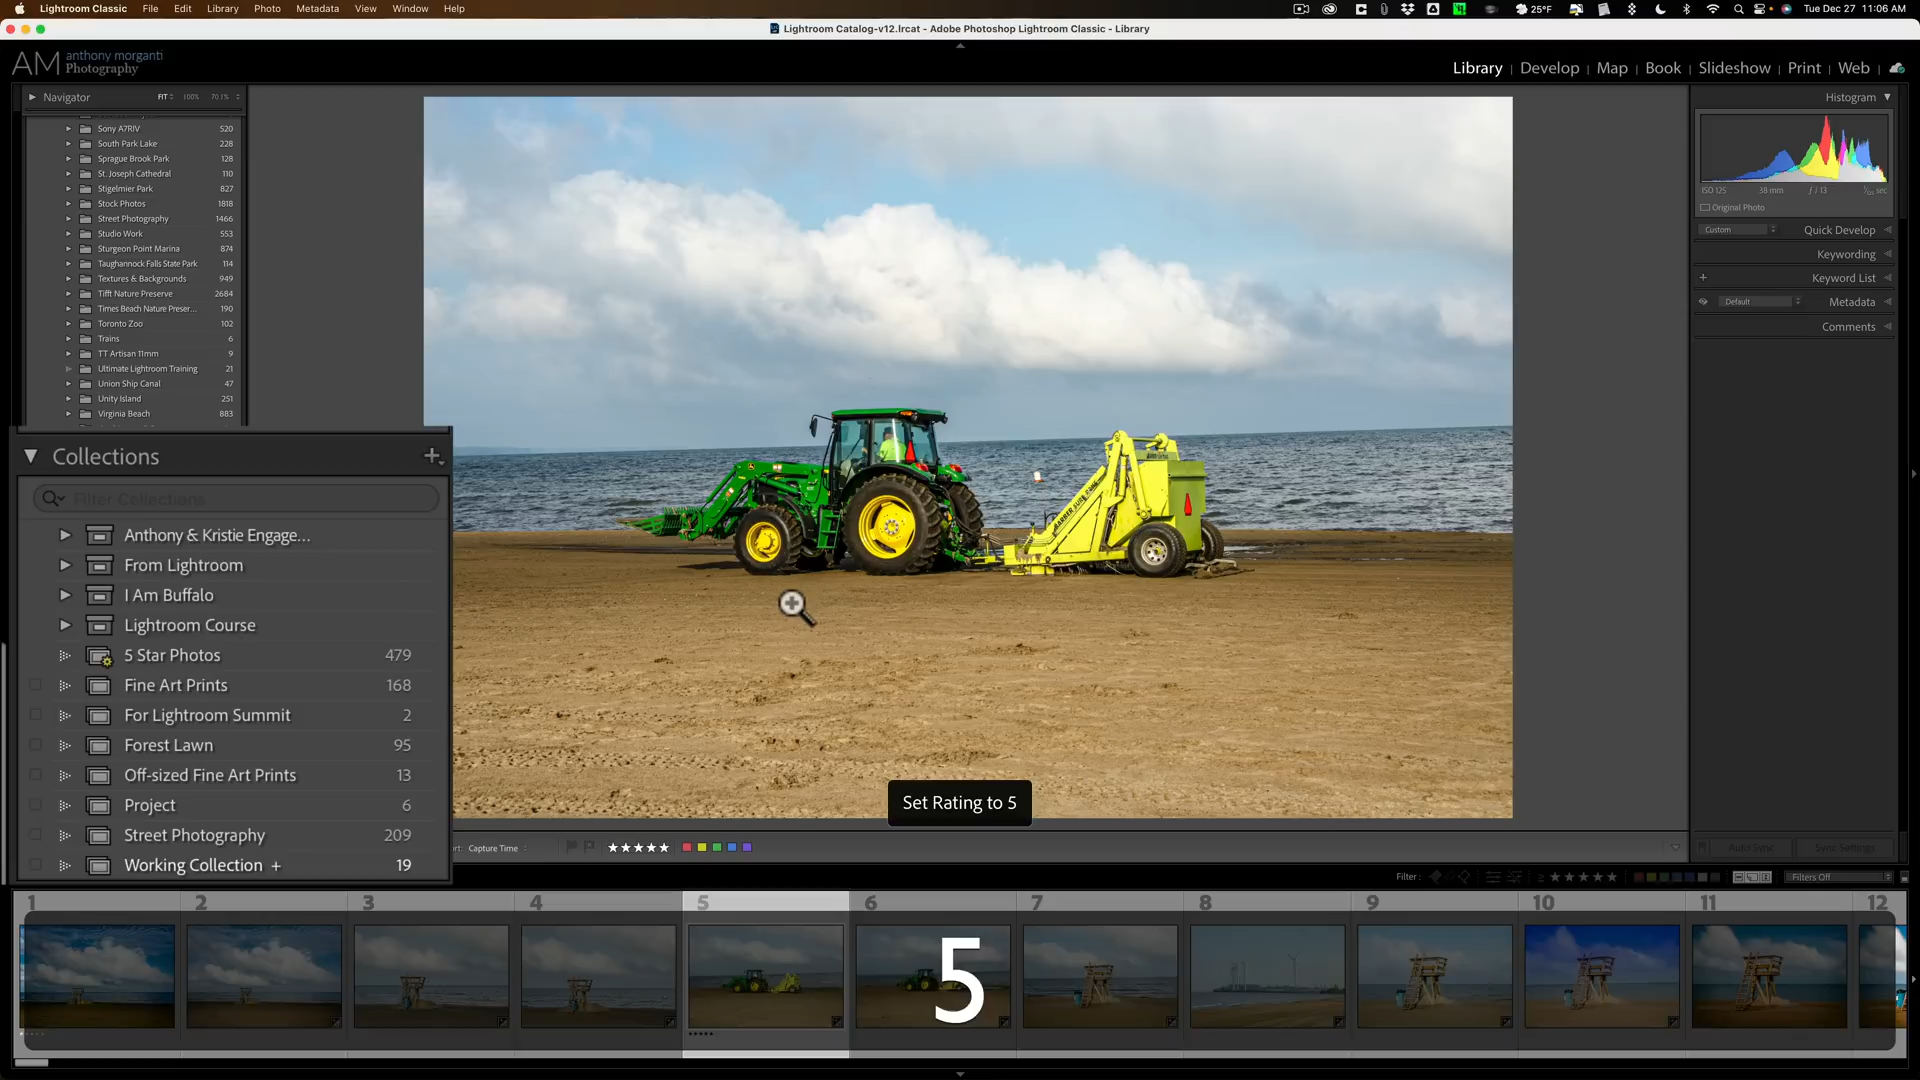 Lightroom Classic File Edit Library Photo Metadata View Window Help
25°F Tue Dec 27 11:06 AM
Lightroom Catalog-v12.lrcat - Adobe Photoshop Lightroom Classic - Library
AM anthony morganti
Photography
Library | Develop | Map | Book | Slideshow | Print | Web
Navigator FIT 100% 70.1%
Sony A7RIV 520
South Park Lake 228
Sprague Brook Park 128
St. Joseph Cathedral 110
Stigelmier Park 827
Stock Photos 1818
Street Photography 1466
Studio Work 553
Sturgeon Point Marina 874
Taughannock Falls State Park 114
Textures & Backgrounds 949
Tifft Nature Preserve 2684
Times Beach Nature Preser... 190
Toronto Zoo 102
Trains 6
TT Artisan 11mm 9
Ultimate Lightroom Training 21
Union Ship Canal 47
Unity Island 251
Virginia Beach 883
Collections +
Filter Collections
Anthony & Kristie Engage...
From Lightroom
I Am Buffalo
Lightroom Course
5 Star Photos 479
Fine Art Prints 168
For Lightroom Summit 2
Forest Lawn 95
Off-sized Fine Art Prints 13
Project 6
Street Photography 209
Working Collection + 19
BARBER SURF RAKE
Set Rating to 5
Histogram
ISO 125 38 mm ƒ / 13
Original Photo
Custom Quick Develop
Keywording
+ Keyword List
Default Metadata
Comments
Capture Time
Auto Sync Sync Settings
Filter : Filters Off
1 2 3 4 5 6 7 8 9 10 11 12
5